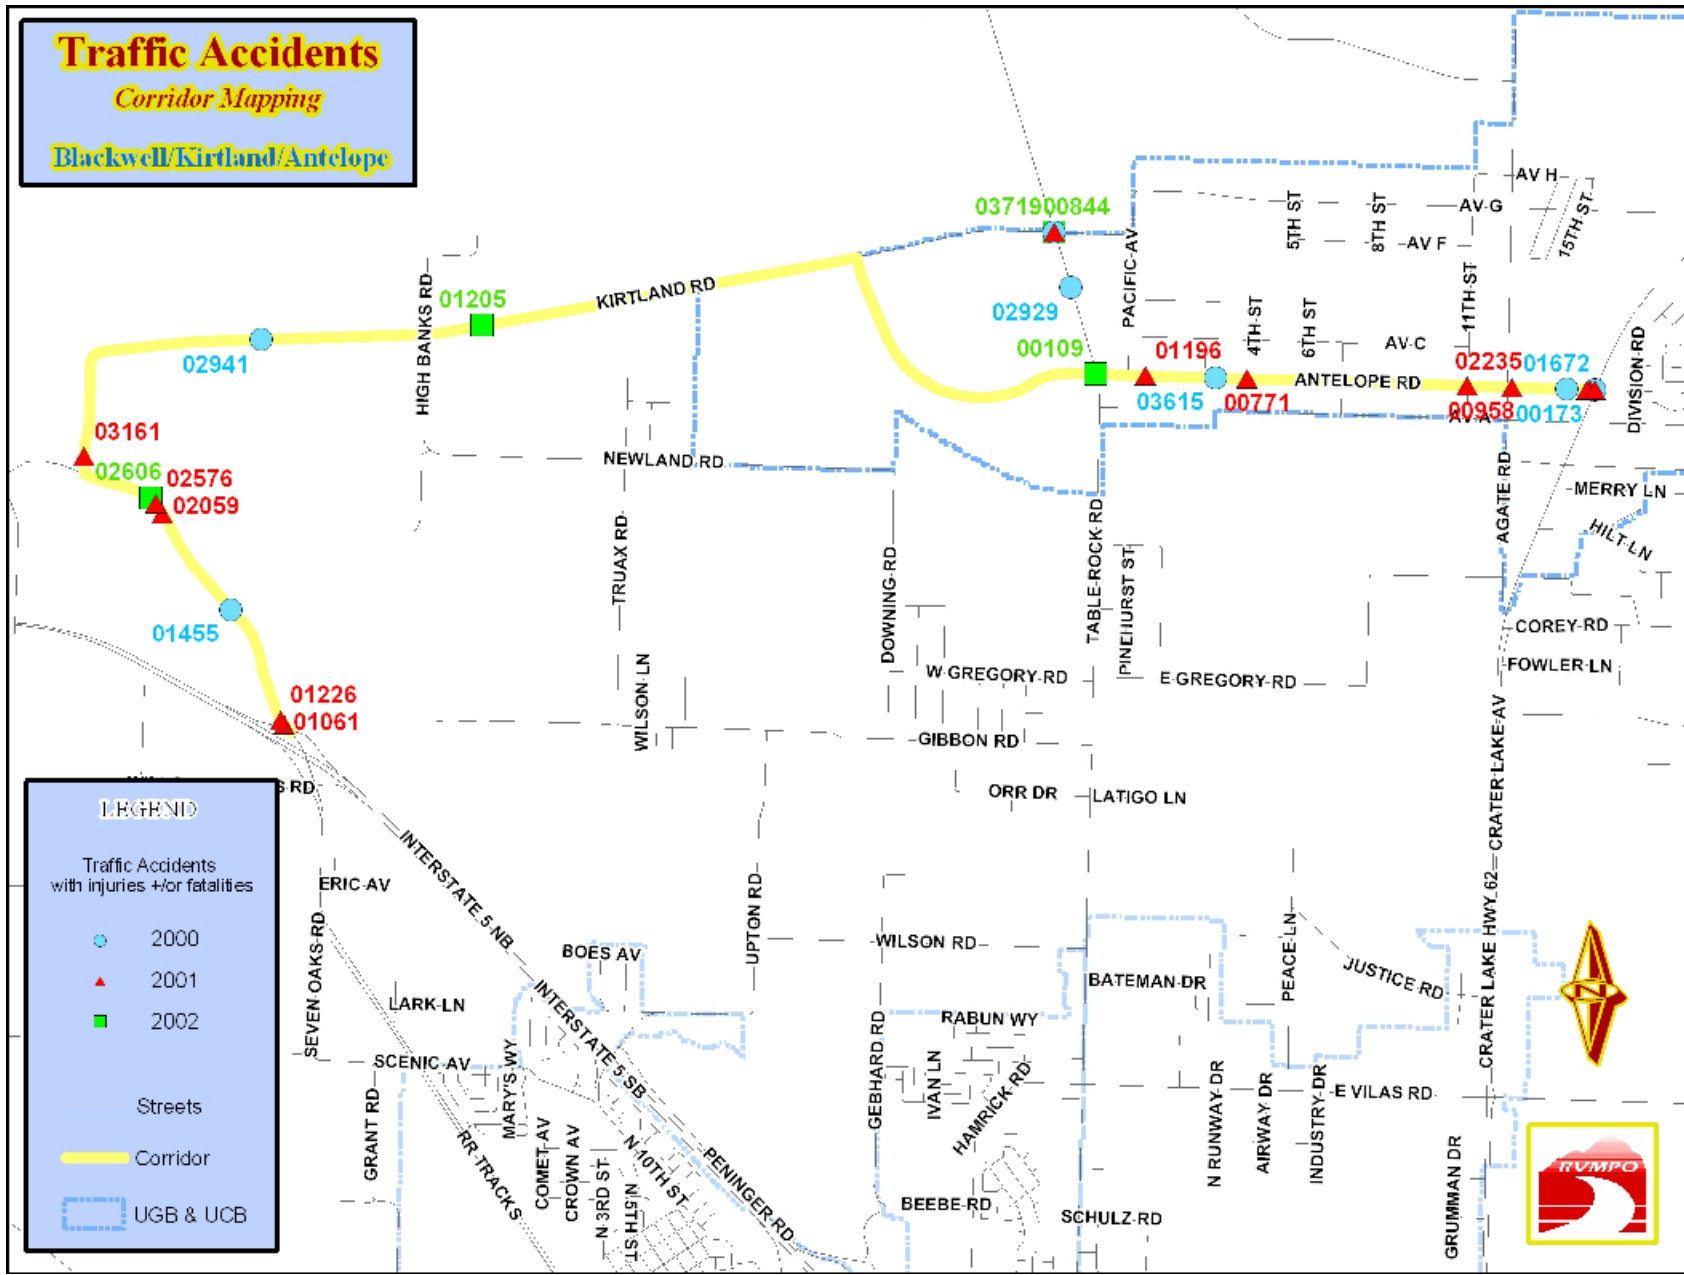 Traffic Accidents
Corridor Mapping
Blackwell/Kirtland/Antelope
AV H
AV G
5TH ST
8TH ST
15TH ST
AV F
0371900844
PACIFIC AV
11TH ST
KIRTLAND RD
HIGH BANKS RD
01205
02929
4TH ST
6TH ST
AV C
DIVISION RD
02941
00109
01196
02235
01672
ANTELOPE RD
03615
00771
00958
00173
AV A
03161
02606
02576
02059
NEWLAND RD
AGATE RD
MERRY LN
HILT LN
TRUAX RD
DOWNING RD
TABLE ROCK RD
PINEHURST ST
01455
COREY RD
FOWLER LN
W GREGORY RD
E GREGORY RD
WILSON LN
01226
01061
GIBBON RD
CRATER LAKE AV
ORR DR
LATIGO LN
S RD
LEGEND
Traffic Accidents
with injuries +/or fatalities
2000
2001
2002
Streets
Corridor
UGB & UCB
INTERSTATE 5 NB
ERIC AV
SEVEN OAKS RD
UPTON RD
CRATER LAKE HWY 62
BOES AV
WILSON RD
PEACE LN
JUSTICE RD
BATEMAN DR
LARK LN
INTERSTATE 5 SB
RABUN WY
SCENIC AV
MARY'S WY
GEBHARD RD
IVAN LN
HAMRICK RD
N RUNWAY DR
AIRWAY DR
INDUSTRY DR
E VILAS RD
GRANT RD
RR TRACKS
COMET AV
CROWN AV
N 3RD ST
N 10TH ST
N 5TH ST
PENINGER RD
BEEBE RD
SCHULZ RD
GRUMMAN DR
N
RVMPO